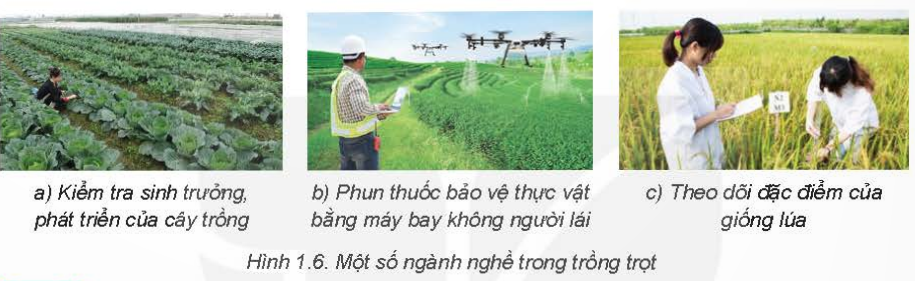 a) Kiểm tra sinh trưởng,
phát triển của cây trồng
b) Phun thuốc bảo vệ thực vật
bằng máy bay không người lái
c) Theo dõi đặc điểm của
giống lúa
Hình 1.6. Một số ngành nghề trong trồng trọt